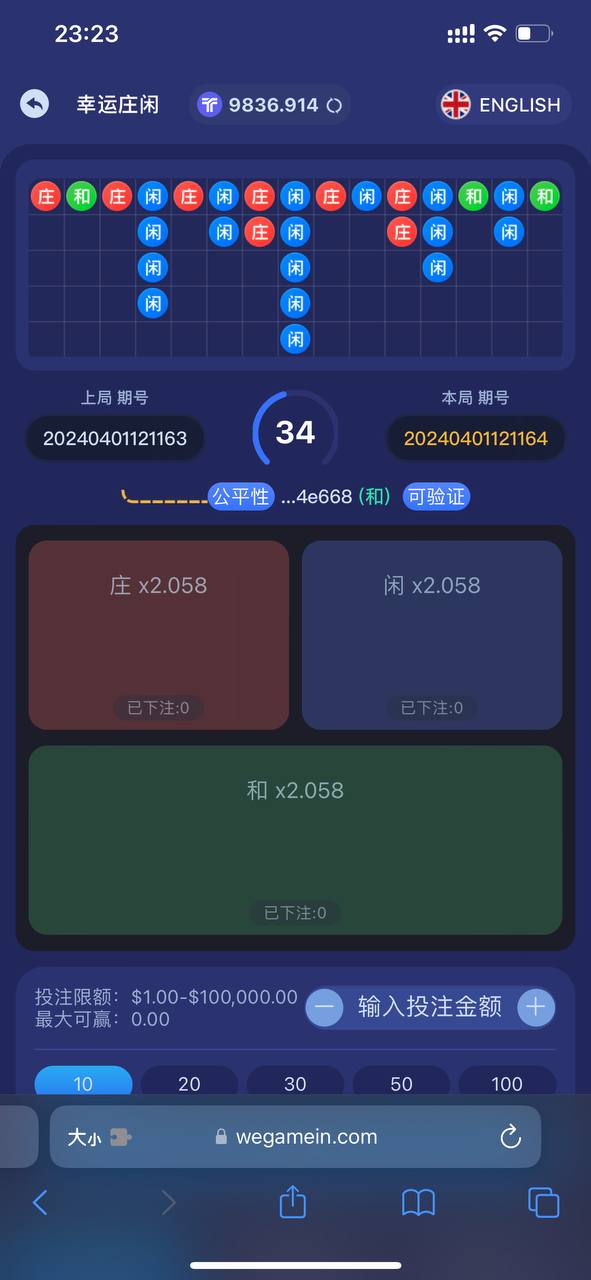 23:23
幸运庄闲 9836.914 ENGLISH
庄 和 庄 闲 庄 闲 庄 闲 庄 闲 庄 闲 和 闲 和
闲 闲 庄 闲 庄 闲 闲
闲 闲 闲
闲 闲
闲
上局 期号 本局 期号
20240401121163 34 20240401121164
公平性 ...4e668 (和) 可验证
庄 x2.058 闲 x2.058
已下注:0 已下注:0
和 x2.058
已下注:0
投注限额: $1.00-$100,000.00
最大可赢: 0.00
输入投注金额
10 20 30 50 100
大小 wegamein.com